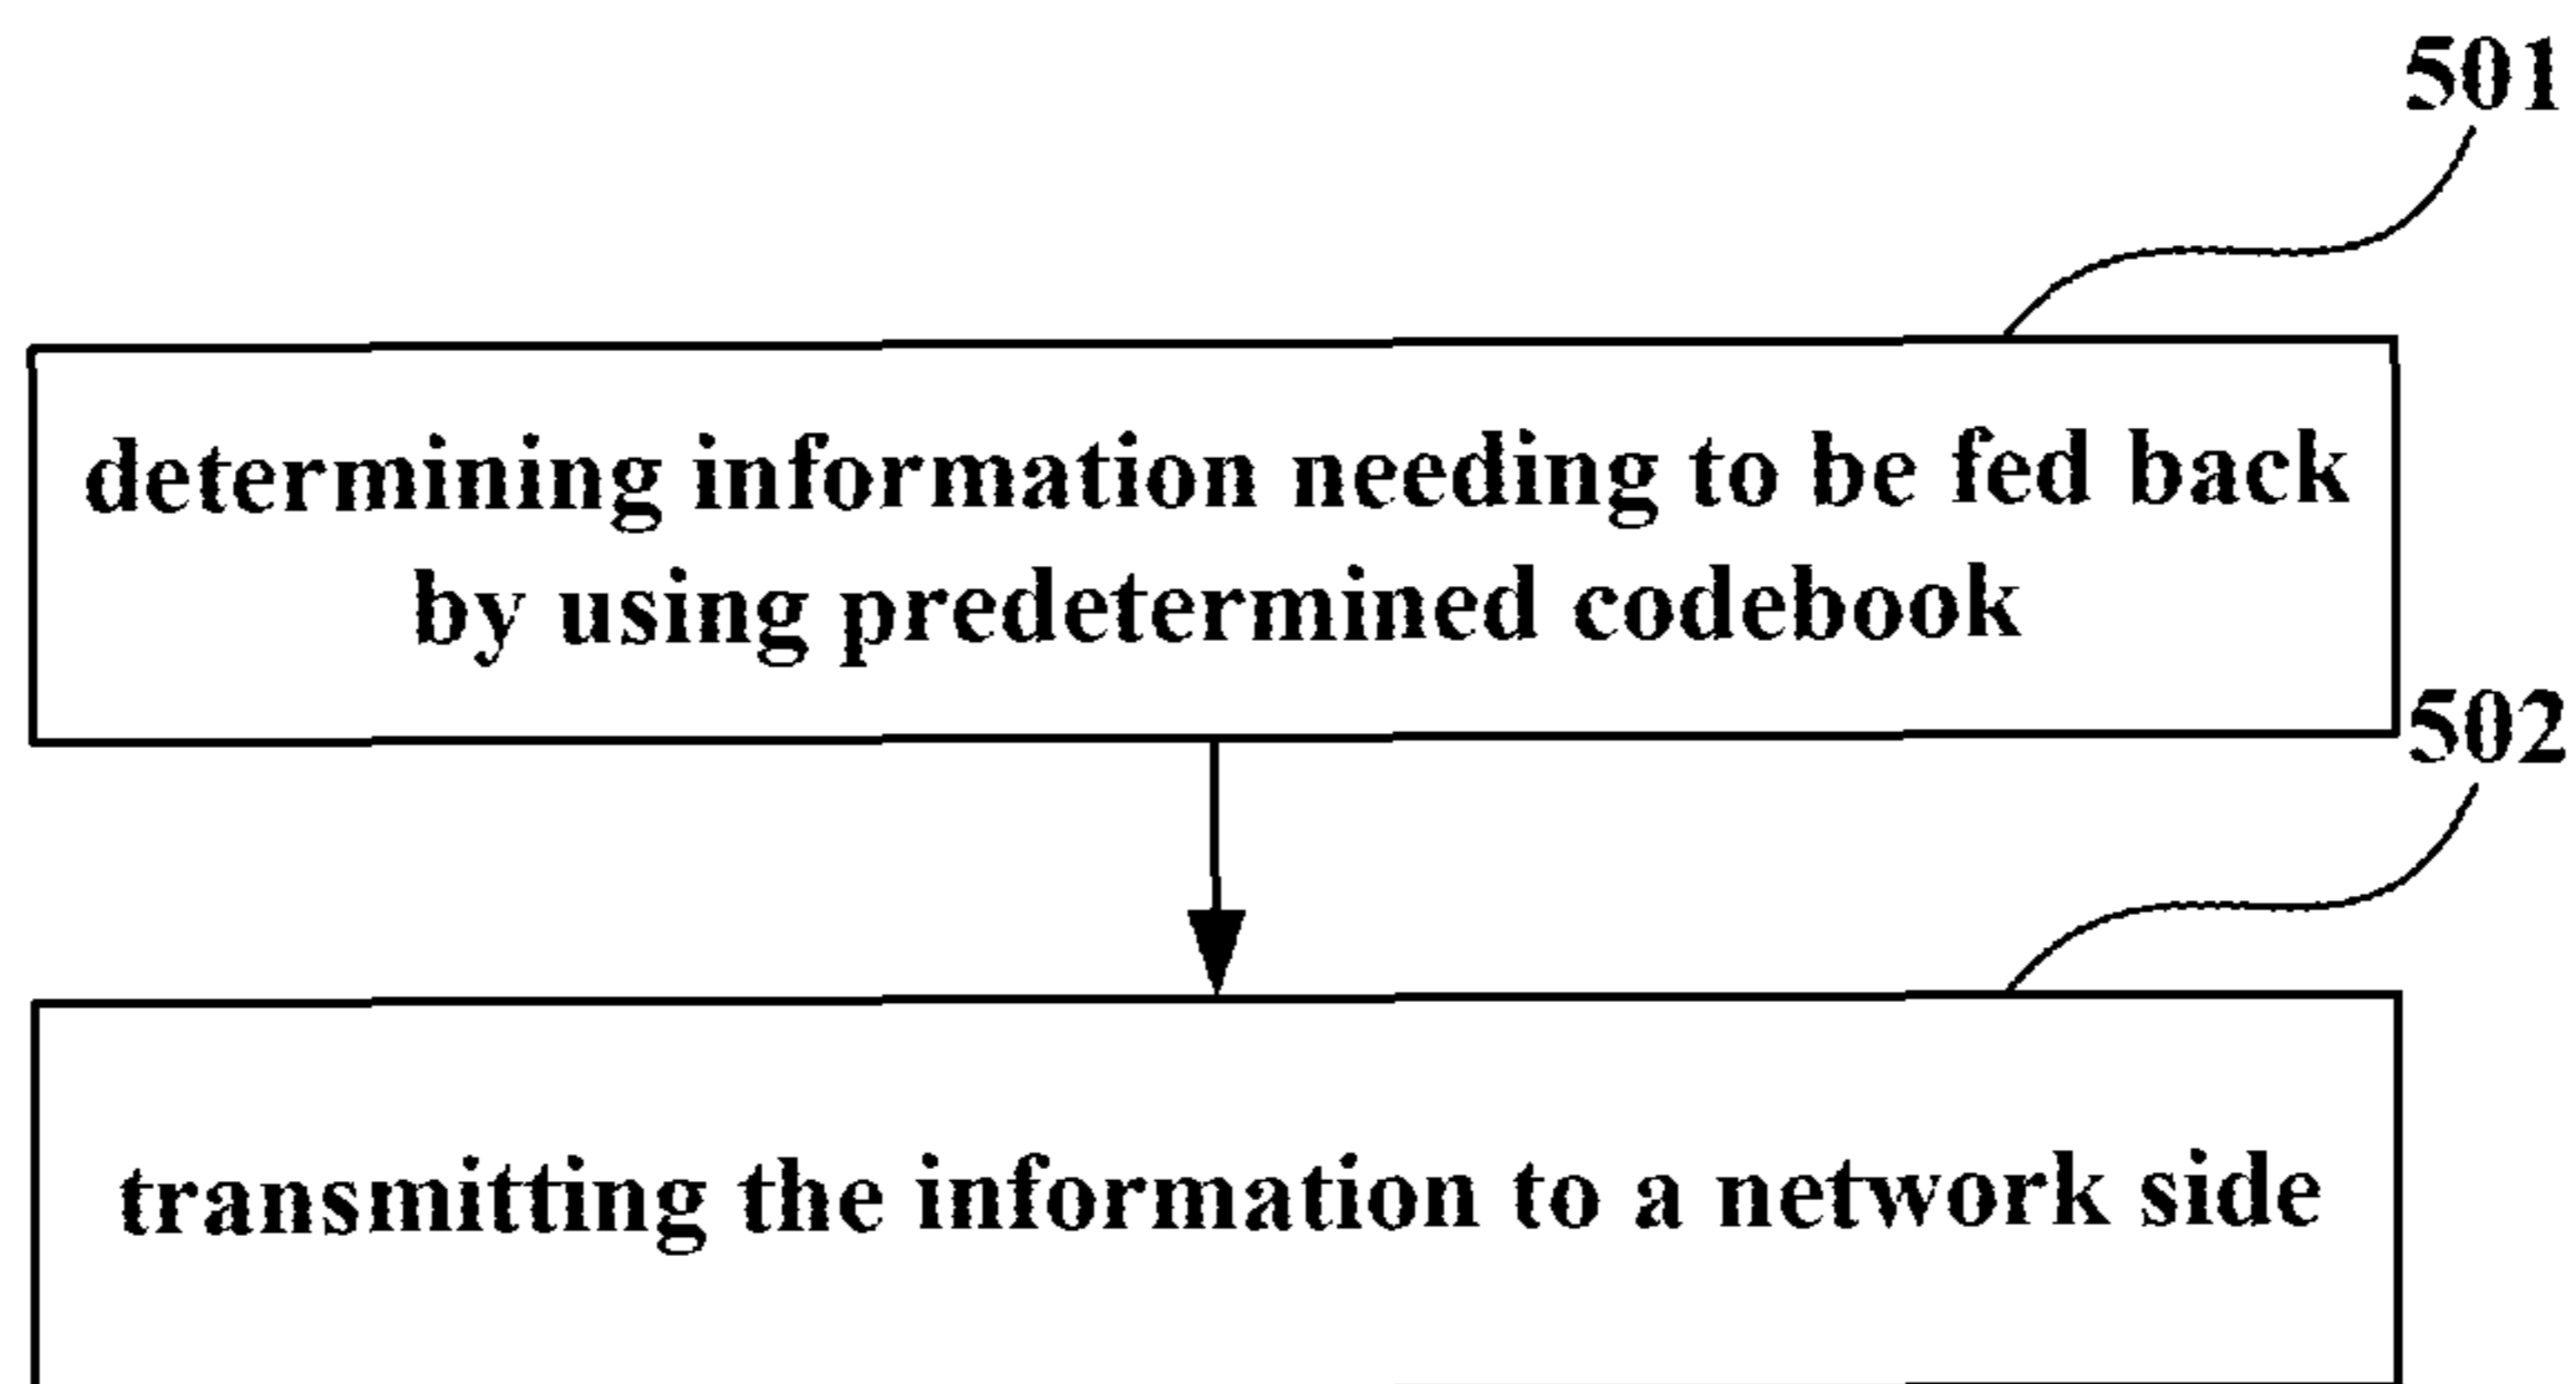 501
determining information needing to be fed back
by using predetermined codebook
502
transmitting the information to a network side